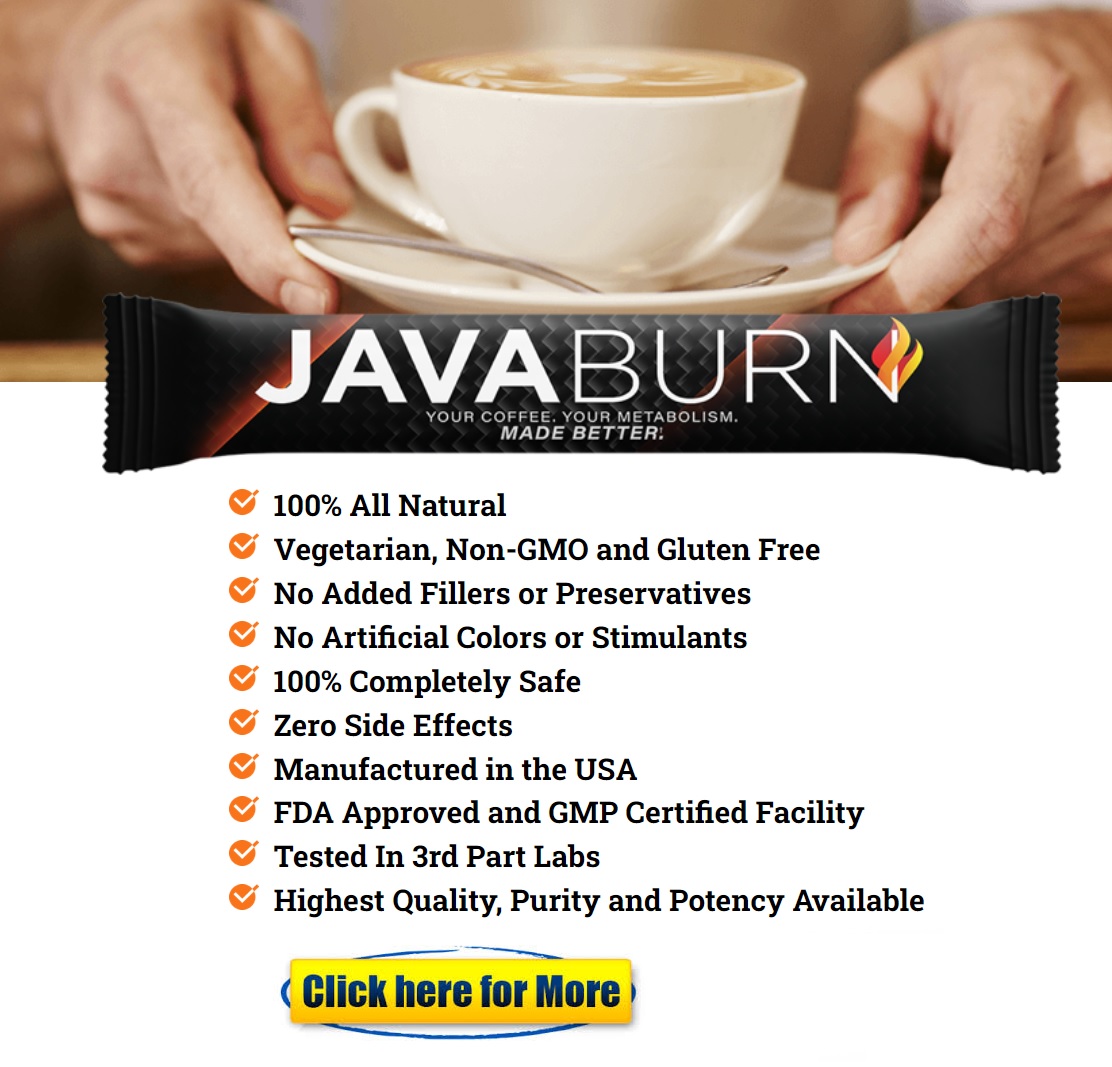 JAVABURN
YOUR COFFEE. YOUR METABOLISM.
MADE BETTER!
100% All Natural
Vegetarian, Non-GMO and Gluten Free
No Added Fillers or Preservatives
No Artificial Colors or Stimulants
100% Completely Safe
Zero Side Effects
Manufactured in the USA
FDA Approved and GMP Certified Facility
Tested In 3rd Part Labs
Highest Quality, Purity and Potency Available
Click here for More